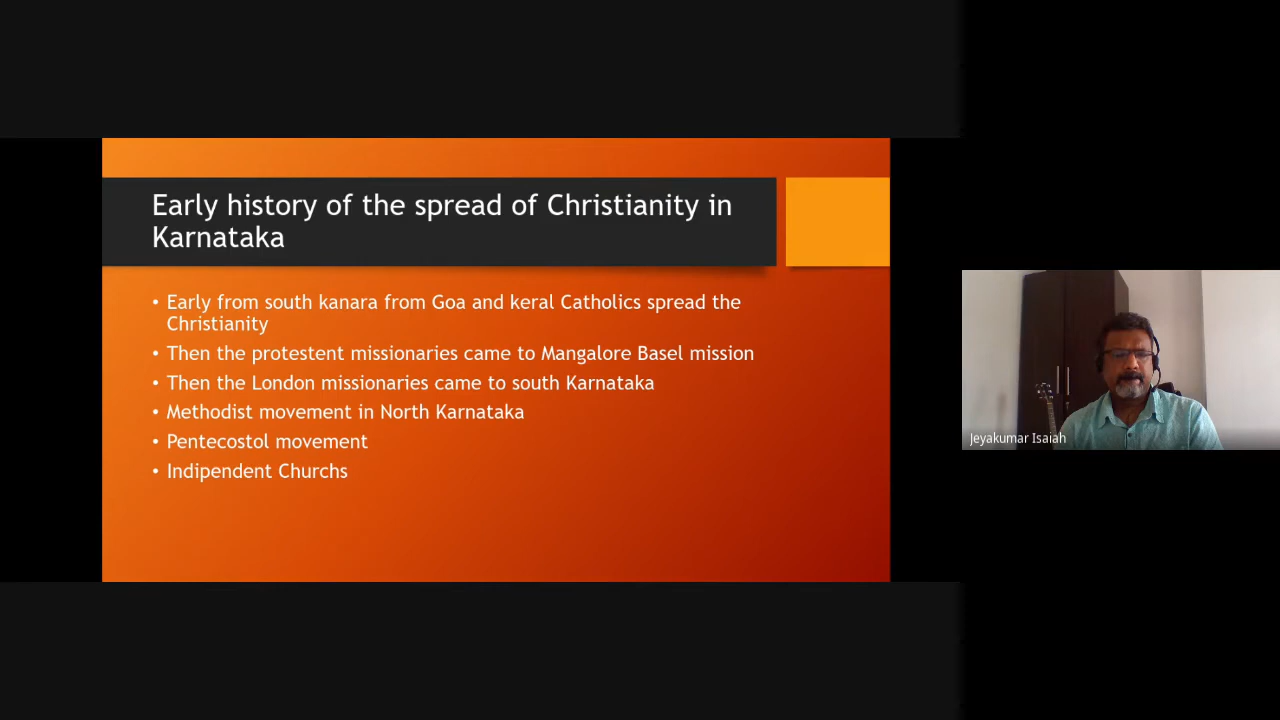 Early history of the spread of Christianity in
Karnataka
• Early from south kanara from Goa and keral Catholics spread the
Christianity
• Then the protestent missionaries came to Mangalore Basel mission
• Then the London missionaries came to south Karnataka
• Methodist movement in North Karnataka
• Pentecostol movement
• Indipendent Churchs
Jeyakumar Isaiah